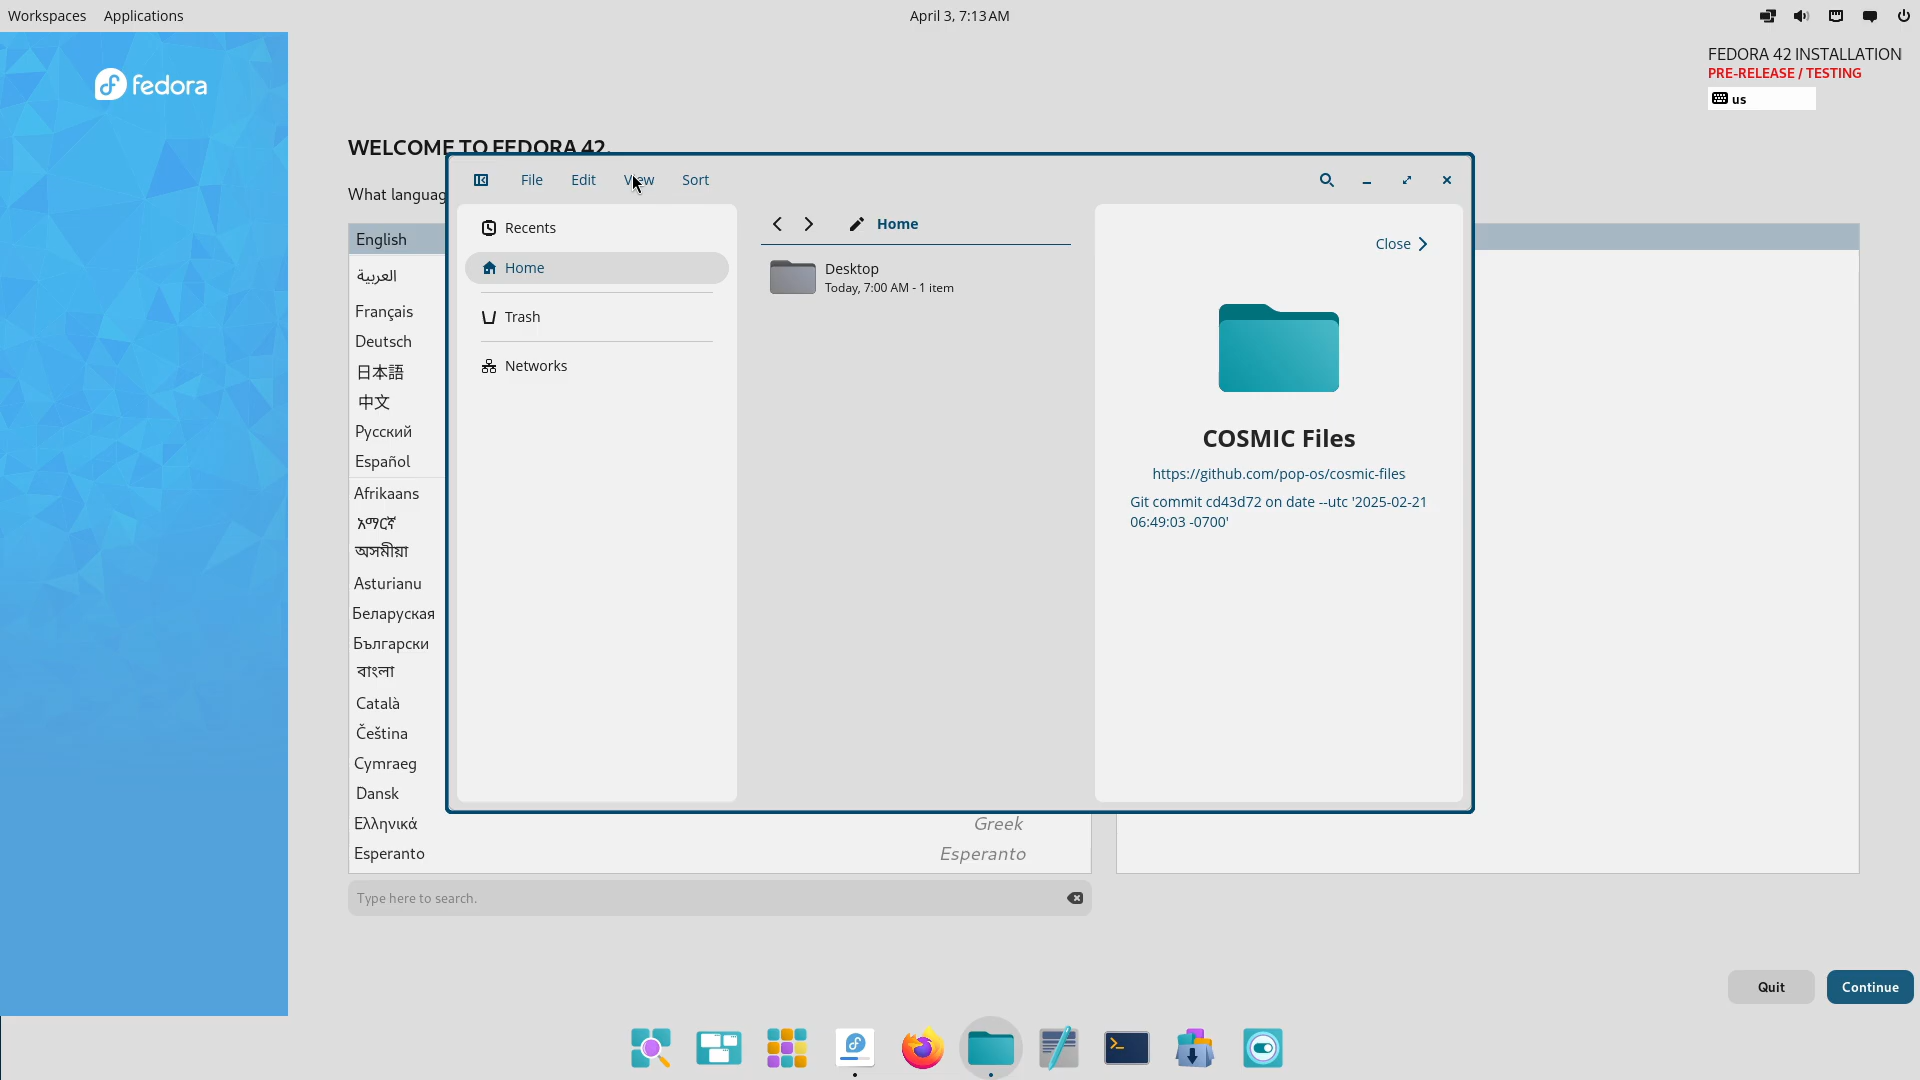 Workspaces Applications April 3, 7:13 AM
fedora
FEDORA 42 INSTALLATION
PRE-RELEASE / TESTING
us
WELCOME TO FEDORA 42.
What languag
English
العربية
Français
Deutsch
日本語
中文
Русский
Español
Afrikaans
አማርኛ
অসমীয়া
Asturianu
Беларуская
Български
বাংলা
Català
Čeština
Cymraeg
Dansk
Ελληνικά Greek
Esperanto Esperanto
Type here to search.
File Edit View Sort
Recents
Home
Trash
Networks
Home
Desktop
Today, 7:00 AM - 1 item
Close
COSMIC Files
https://github.com/pop-os/cosmic-files
Git commit cd43d72 on date --utc '2025-02-21
06:49:03 -0700'
Quit Continue